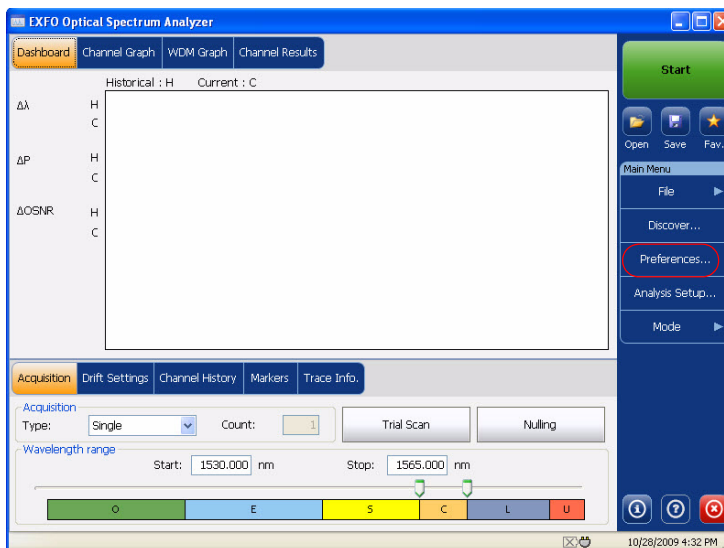 EXFO Optical Spectrum Analyzer
Dashboard Channel Graph WDM Graph Channel Results
Historical : H Current : C
Δλ H
C
ΔP H
C
ΔOSNR H
C
Start
Open Save Fav.
Main Menu
File
Discover...
Preferences...
Analysis Setup...
Mode
Acquisition Drift Settings Channel History Markers Trace Info.
Acquisition
Type: Single Count: 1 Trial Scan Nulling
Wavelength range
Start: 1530.000 nm Stop: 1565.000 nm
O E S C L U
10/28/2009 4:32 PM